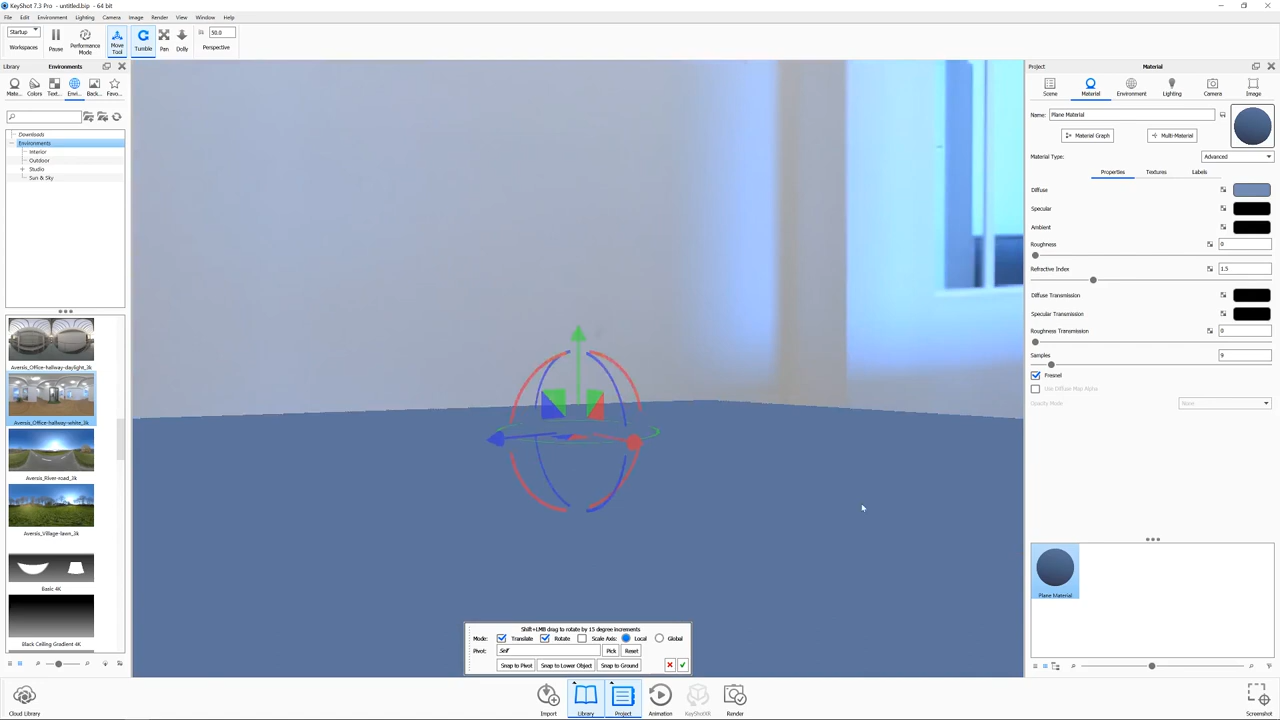 KeyShot 7.3 Pro - untitled.bip - 64 bit
File Edit Environment Lighting Camera Image Render View Window Help
Startup 50.0
Workspaces Pause Performance Mode Move Tool Tumble Pan Dolly Perspective
Library Environments
Mate... Colors Text... Envi... Back... Favo...
Downloads
Environments
Interior
Outdoor
Studio
Sun & Sky
Aversis_Office-hallway-daylight_3k
Aversis_Office-hallway-white_3k
Aversis_River-road_3k
Aversis_Village-lawn_3k
Basic 4K
Black Ceiling Gradient 4K
Shift+LMB drag to rotate by 15 degree increments
Mode: Translate Rotate Scale Axis: Local Global
Pivot: Self Pick Reset
Snap to Pivot Snap to Lower Object Snap to Ground
Project Material
Scene Material Environment Lighting Camera Image
Name: Plane Material
Material Graph Multi-Material
Material Type: Advanced
Properties Textures Labels
Diffuse
Specular
Ambient
Roughness 0
Refractive Index 1.5
Diffuse Transmission
Specular Transmission
Roughness Transmission 0
Samples 9
Fresnel
Use Diffuse Map Alpha
Opacity Mode None
Plane Material
Cloud Library Import Library Project Animation KeyShotXR Render Screenshot